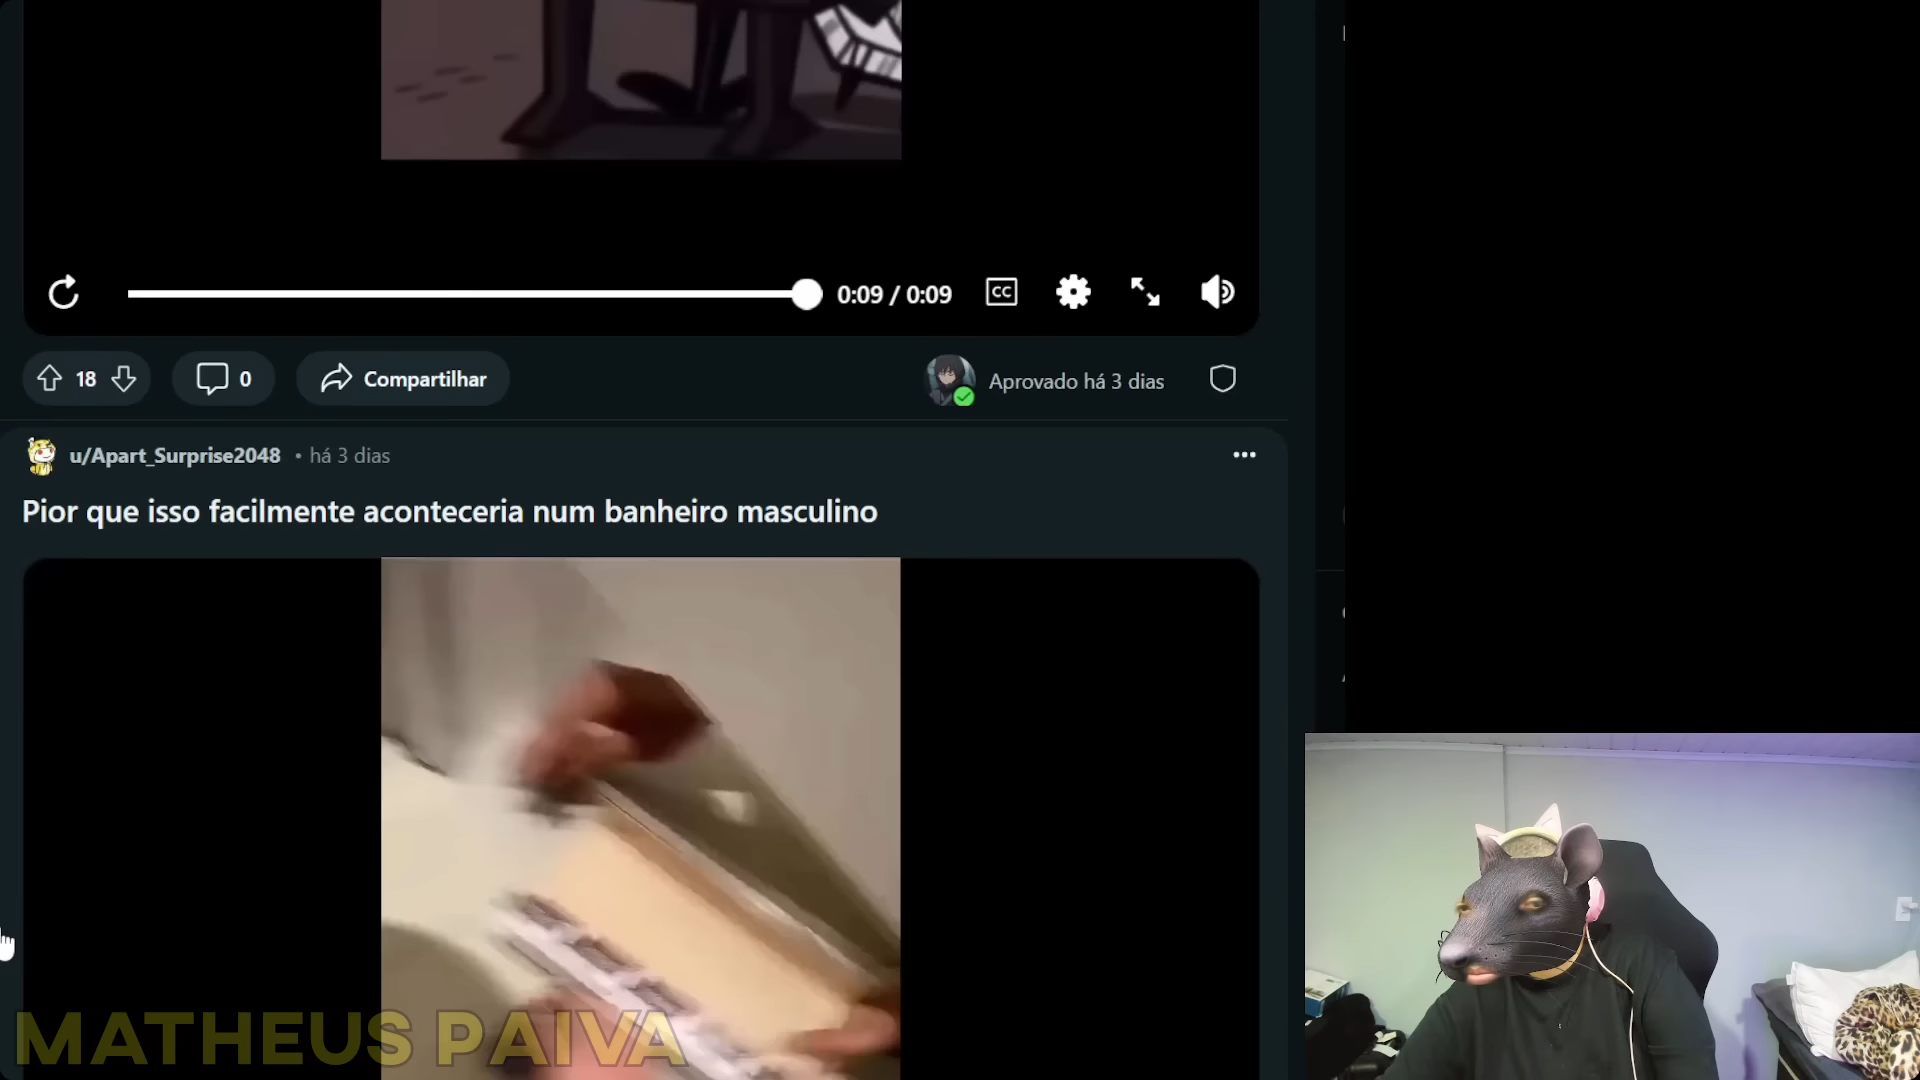 0:09 / 0:09
CC
18
0
Compartilhar
Aprovado há 3 dias
u/Apart_Surprise2048 • há 3 dias
Pior que isso facilmente aconteceria num banheiro masculino
MATHEUS PAIVA